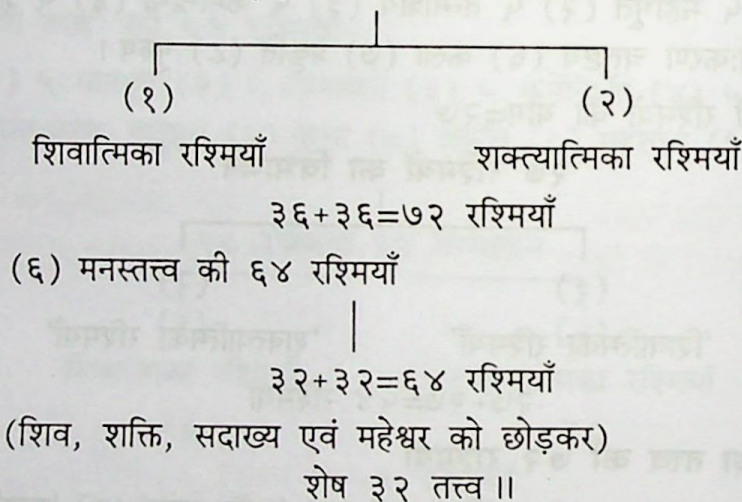 (१) (२)
शिवात्मिका रश्मियाँ शक्त्यात्मिका रश्मियाँ
३६+३६=७२ रश्मियाँ
(६) मनस्तत्त्व की ६४ रश्मियाँ
३२+३२=६४ रश्मियाँ
(शिव, शक्ति, सदाख्य एवं महेश्वर को छोड़कर)
शेष ३२ तत्त्व ॥